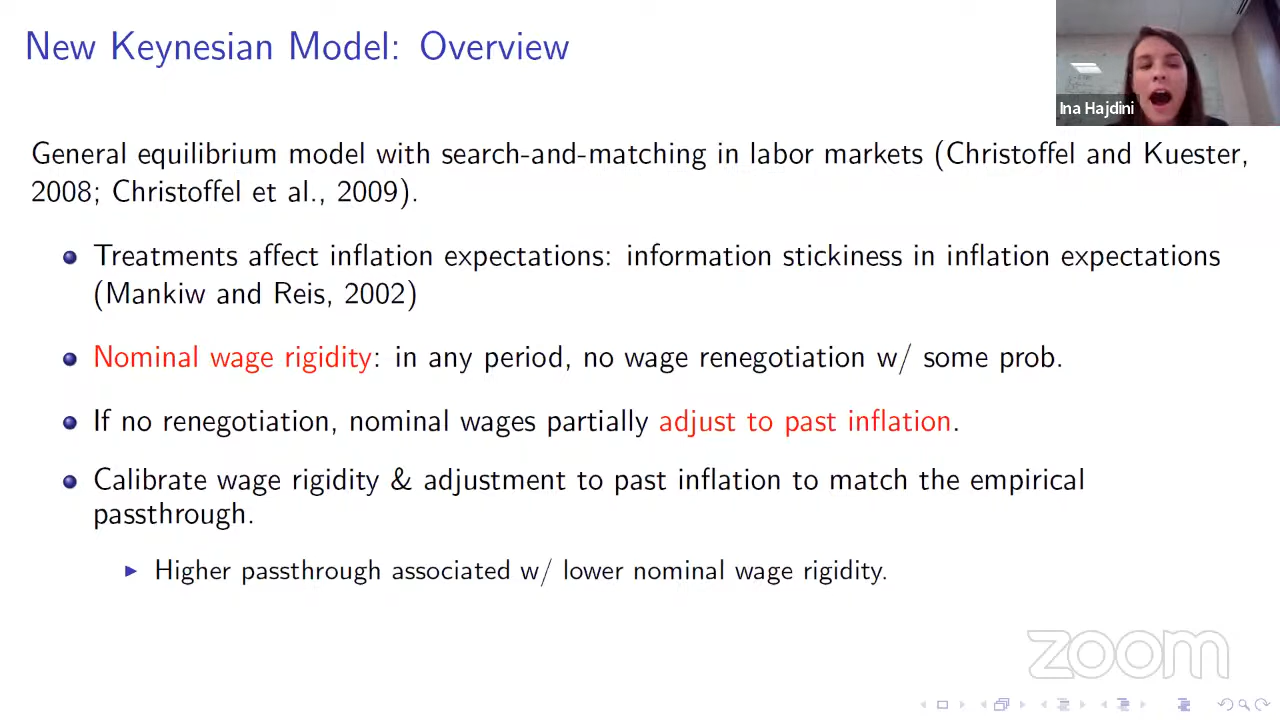 New Keynesian Model: Overview
Ina Hajdini
General equilibrium model with search-and-matching in labor markets (Christoffel and Kuester,
2008; Christoffel et al., 2009).
Treatments affect inflation expectations: information stickiness in inflation expectations
(Mankiw and Reis, 2002)
Nominal wage rigidity: in any period, no wage renegotiation w/ some prob.
If no renegotiation, nominal wages partially adjust to past inflation.
Calibrate wage rigidity & adjustment to past inflation to match the empirical
passthrough.
Higher passthrough associated w/ lower nominal wage rigidity.
zoom